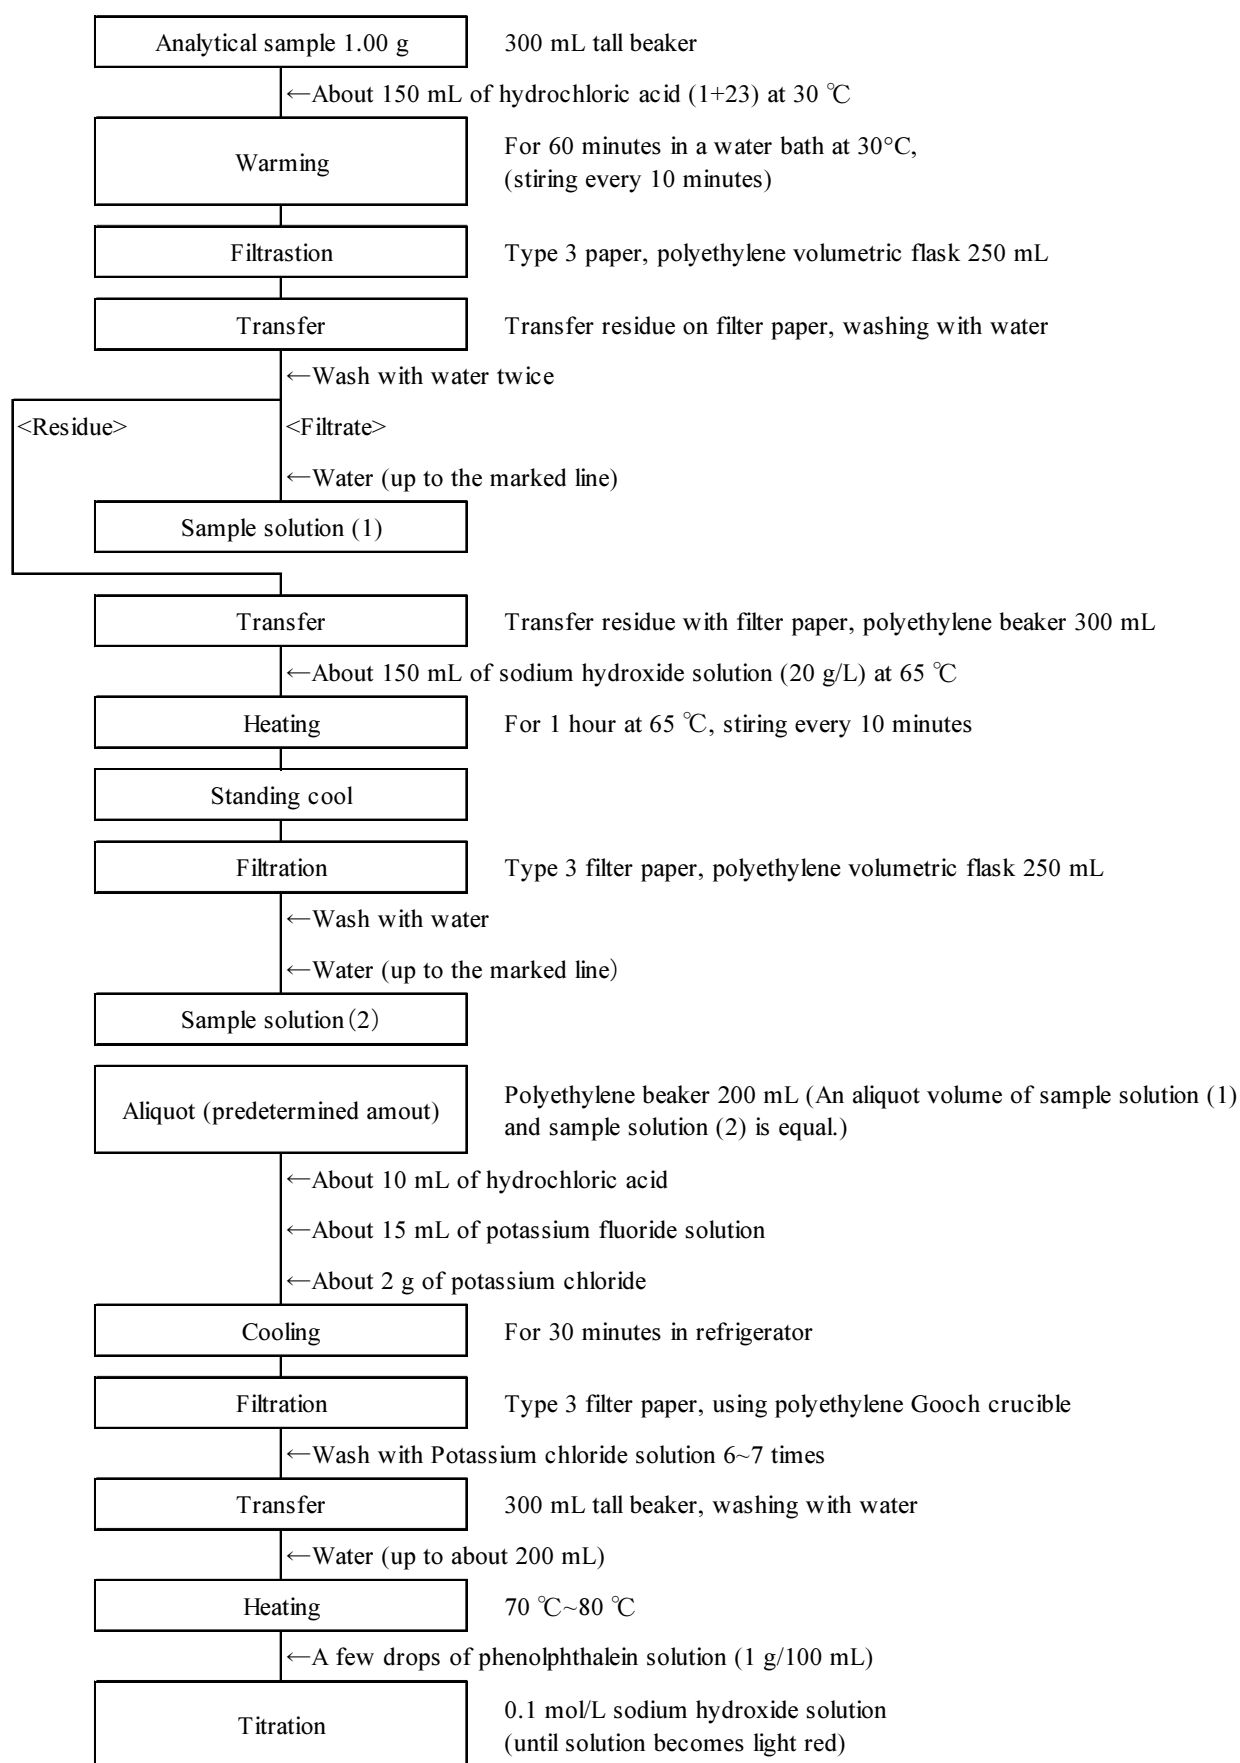 Analytical sample 1.00 g
300 mL tall beaker
←About 150 mL of hydrochloric acid (1+23) at 30 ℃
Warming
For 60 minutes in a water bath at 30°C,
(stiring every 10 minutes)
Filtrastion
Type 3 paper, polyethylene volumetric flask 250 mL
Transfer
Transfer residue on filter paper, washing with water
←Wash with water twice
<Residue>
<Filtrate>
←Water (up to the marked line)
Sample solution (1)
Transfer
Transfer residue with filter paper, polyethylene beaker 300 mL
←About 150 mL of sodium hydroxide solution (20 g/L) at 65 ℃
Heating
For 1 hour at 65 ℃, stiring every 10 minutes
Standing cool
Filtration
Type 3 filter paper, polyethylene volumetric flask 250 mL
←Wash with water
←Water (up to the marked line）
Sample solution（2）
Aliquot (predetermined amout)
Polyethylene beaker 200 mL (An aliquot volume of sample solution (1)
and sample solution (2) is equal.)
←About 10 mL of hydrochloric acid
←About 15 mL of potassium fluoride solution
←About 2 g of potassium chloride
Cooling
For 30 minutes in refrigerator
Filtration
Type 3 filter paper, using polyethylene Gooch crucible
←Wash with Potassium chloride solution 6~7 times
Transfer
300 mL tall beaker, washing with water
←Water (up to about 200 mL)
Heating
70 ℃~80 ℃
←A few drops of phenolphthalein solution (1 g/100 mL)
Titration
0.1 mol/L sodium hydroxide solution
(until solution becomes light red)